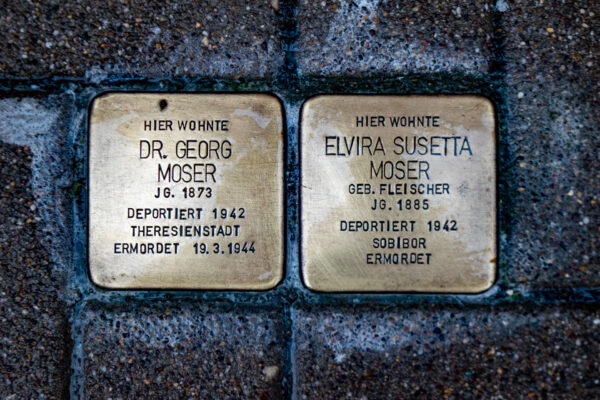 HIER WOHNTE
DR. GEORG
MOSER
JG. 1873
DEPORTIERT 1942
THERESIENSTADT
ERMORDET 19.3.1944
HIER WOHNTE
ELVIRA SUSETTA
MOSER
GEB. FLEISCHER
JG. 1885
DEPORTIERT 1942
SOBIBOR
ERMORDET